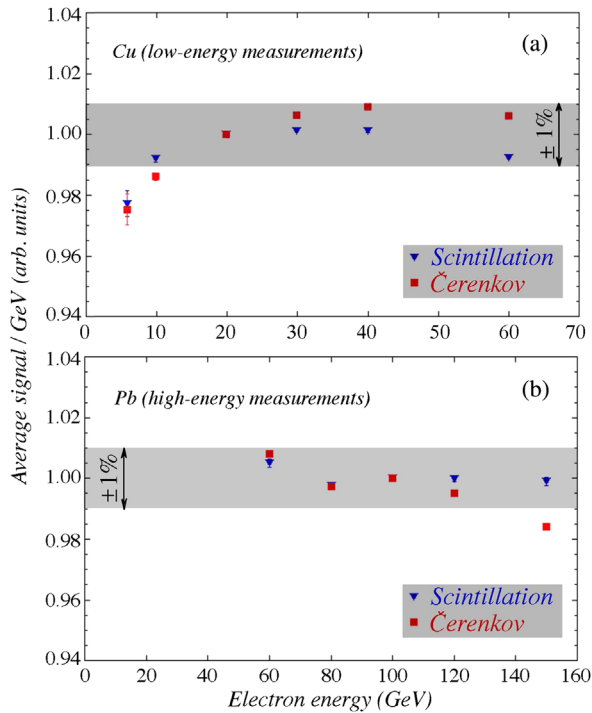 Average signal / GeV (arb. units)
1.04
1.02
1.00
0.98
0.96
0.94
Cu (low-energy measurements)
(a)
± 1%
Scintillation
Čerenkov
0 10 20 30 40 50 60 70
1.04
1.02
1.00
0.98
0.96
0.94
Pb (high-energy measurements)
(b)
±1%
Scintillation
Čerenkov
0 20 40 60 80 100 120 140 160
Electron energy (GeV)